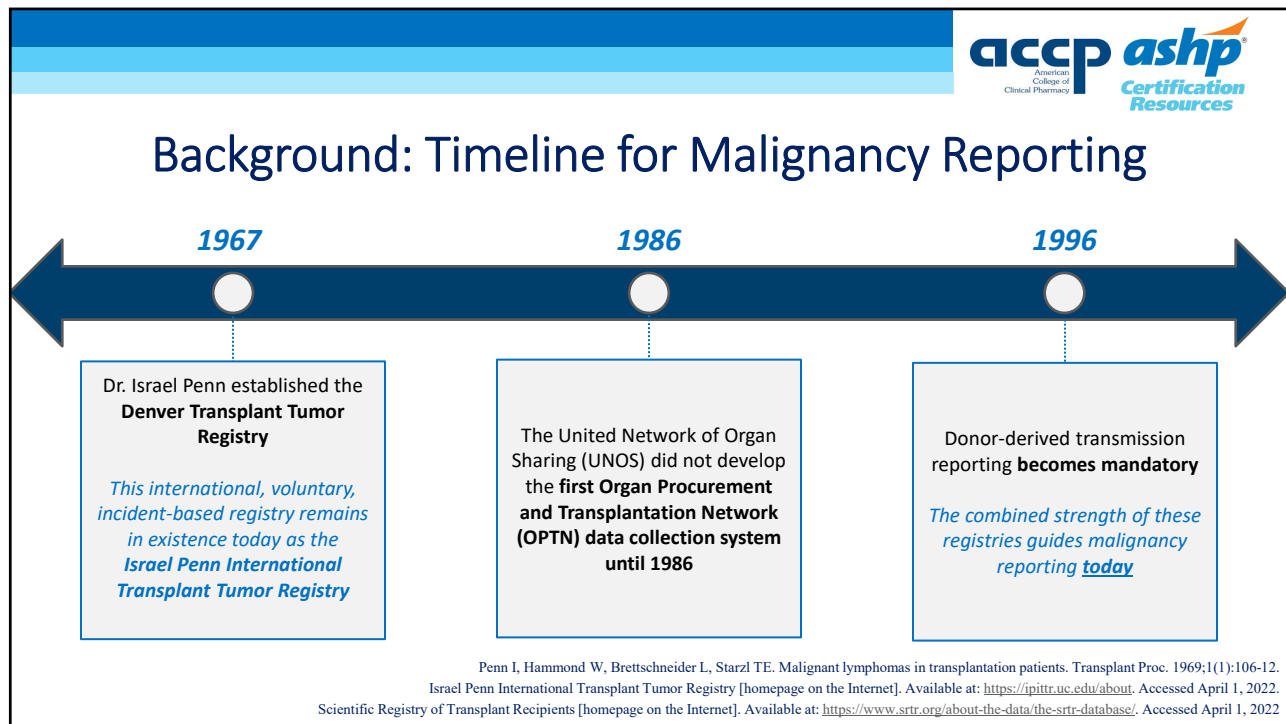 accp
American
College of
Clinical Pharmacy
ashp®
Certification
Resources
Background: Timeline for Malignancy Reporting
1967
1986
1996
Dr. Israel Penn established the
Denver Transplant Tumor
Registry
This international, voluntary,
incident-based registry remains
in existence today as the
Israel Penn International
Transplant Tumor Registry
The United Network of Organ
Sharing (UNOS) did not develop
the first Organ Procurement
and Transplantation Network
(OPTN) data collection system
until 1986
Donor-derived transmission
reporting becomes mandatory
The combined strength of these
registries guides malignancy
reporting today
Penn I, Hammond W, Brettschneider L, Starzl TE. Malignant lymphomas in transplantation patients. Transplant Proc. 1969;1(1):106-12.
Israel Penn International Transplant Tumor Registry [homepage on the Internet]. Available at: https://ipittr.uc.edu/about. Accessed April 1, 2022.
Scientific Registry of Transplant Recipients [homepage on the Internet]. Available at: https://www.srtr.org/about-the-data/the-srtr-database/. Accessed April 1, 2022